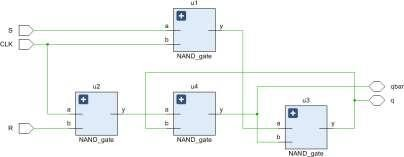 u1
S
a
y
CLK
b
NAND_gate
u2
u4
qbar
a
y
a
y
u3
q
b
b
a
y
R
NAND_gate
NAND_gate
b
NAND_gate